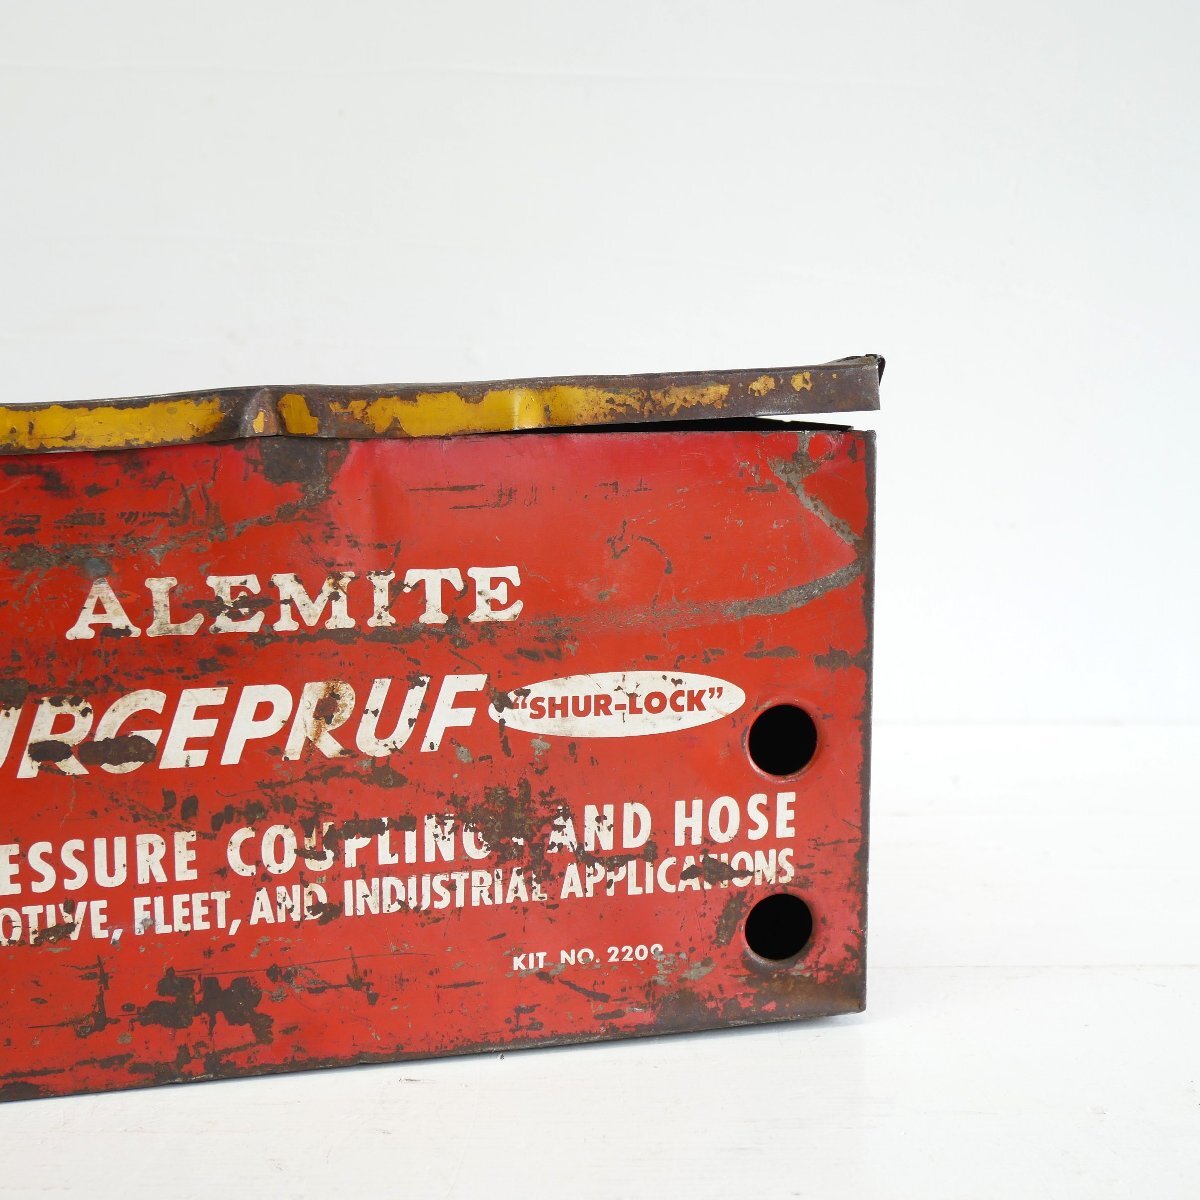 ALEMITE
URGEPRUF "SHUR-LOCK"
ESSURE COUPLING AND HOSE
OTIVE, FLEET, AND INDUSTRIAL APPLICATIONS
KIT NO. 2209